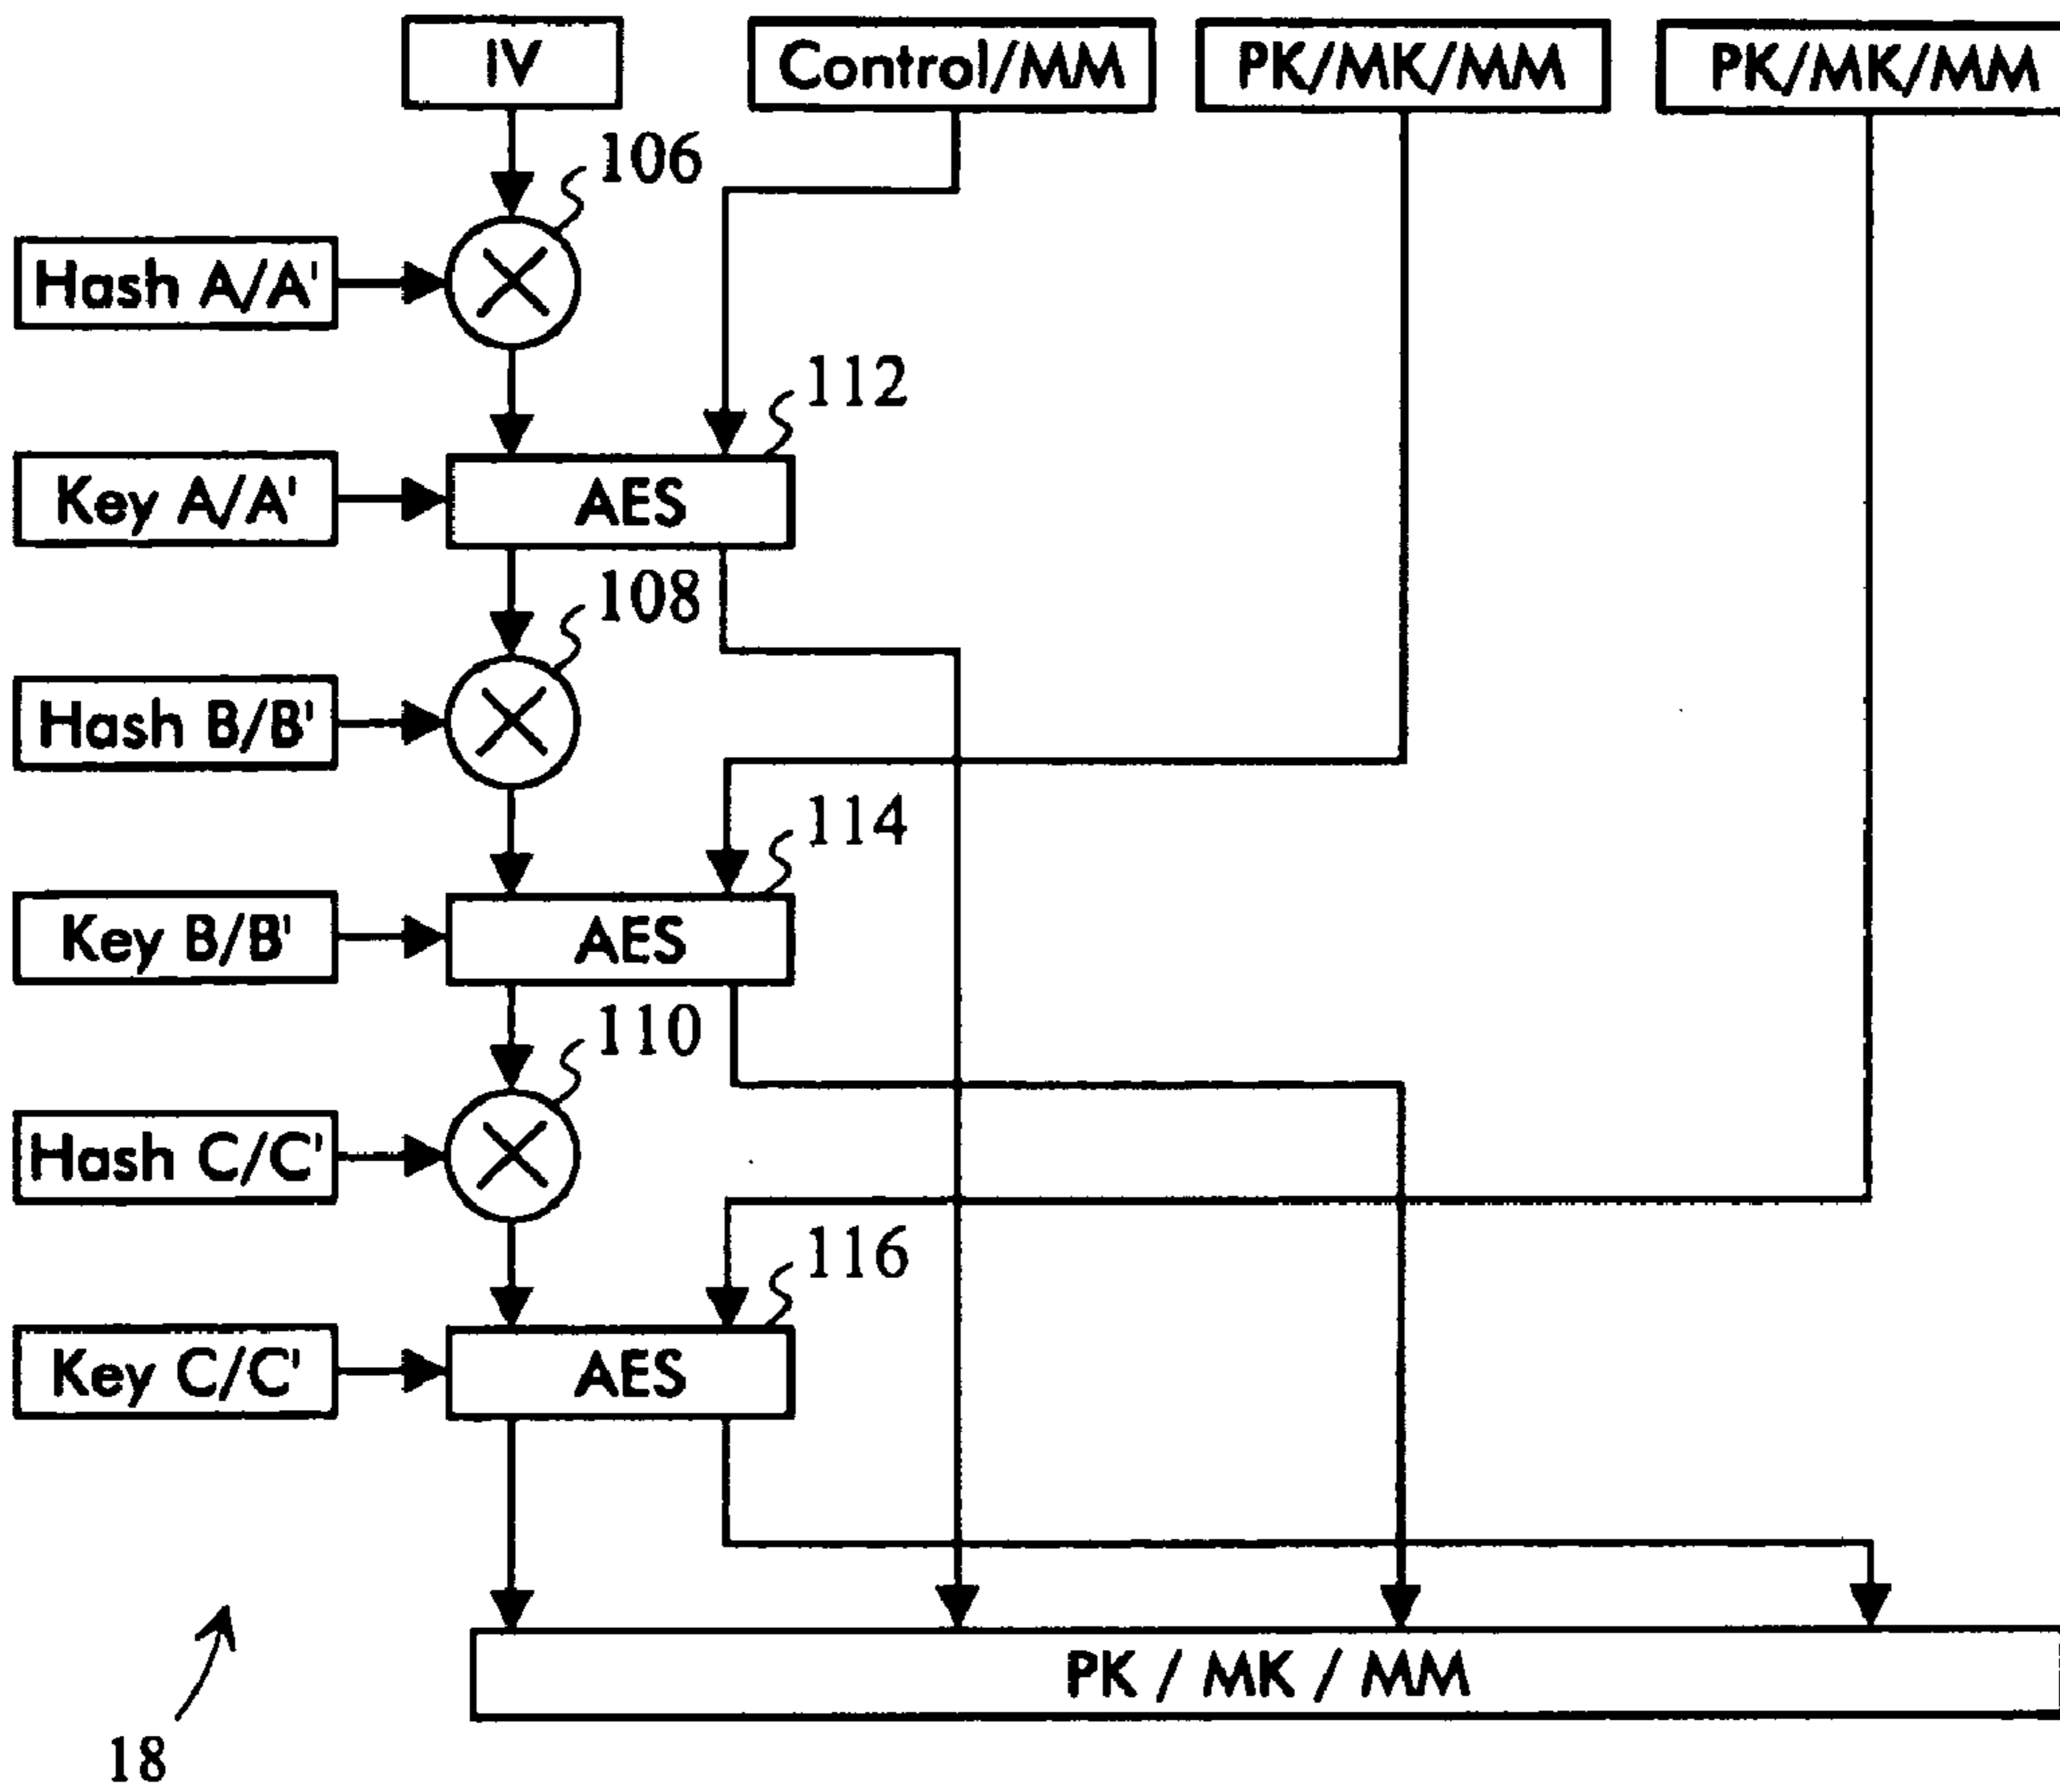 IV
Control/MM
PK/MK/MM
PK/MK/MM
106
Hash A/A'
112
Key A/A'
AES
108
Hash B/B'
114
Key B/B'
AES
110
Hash C/C'
116
Key C/C'
AES
PK / MK / MM
18